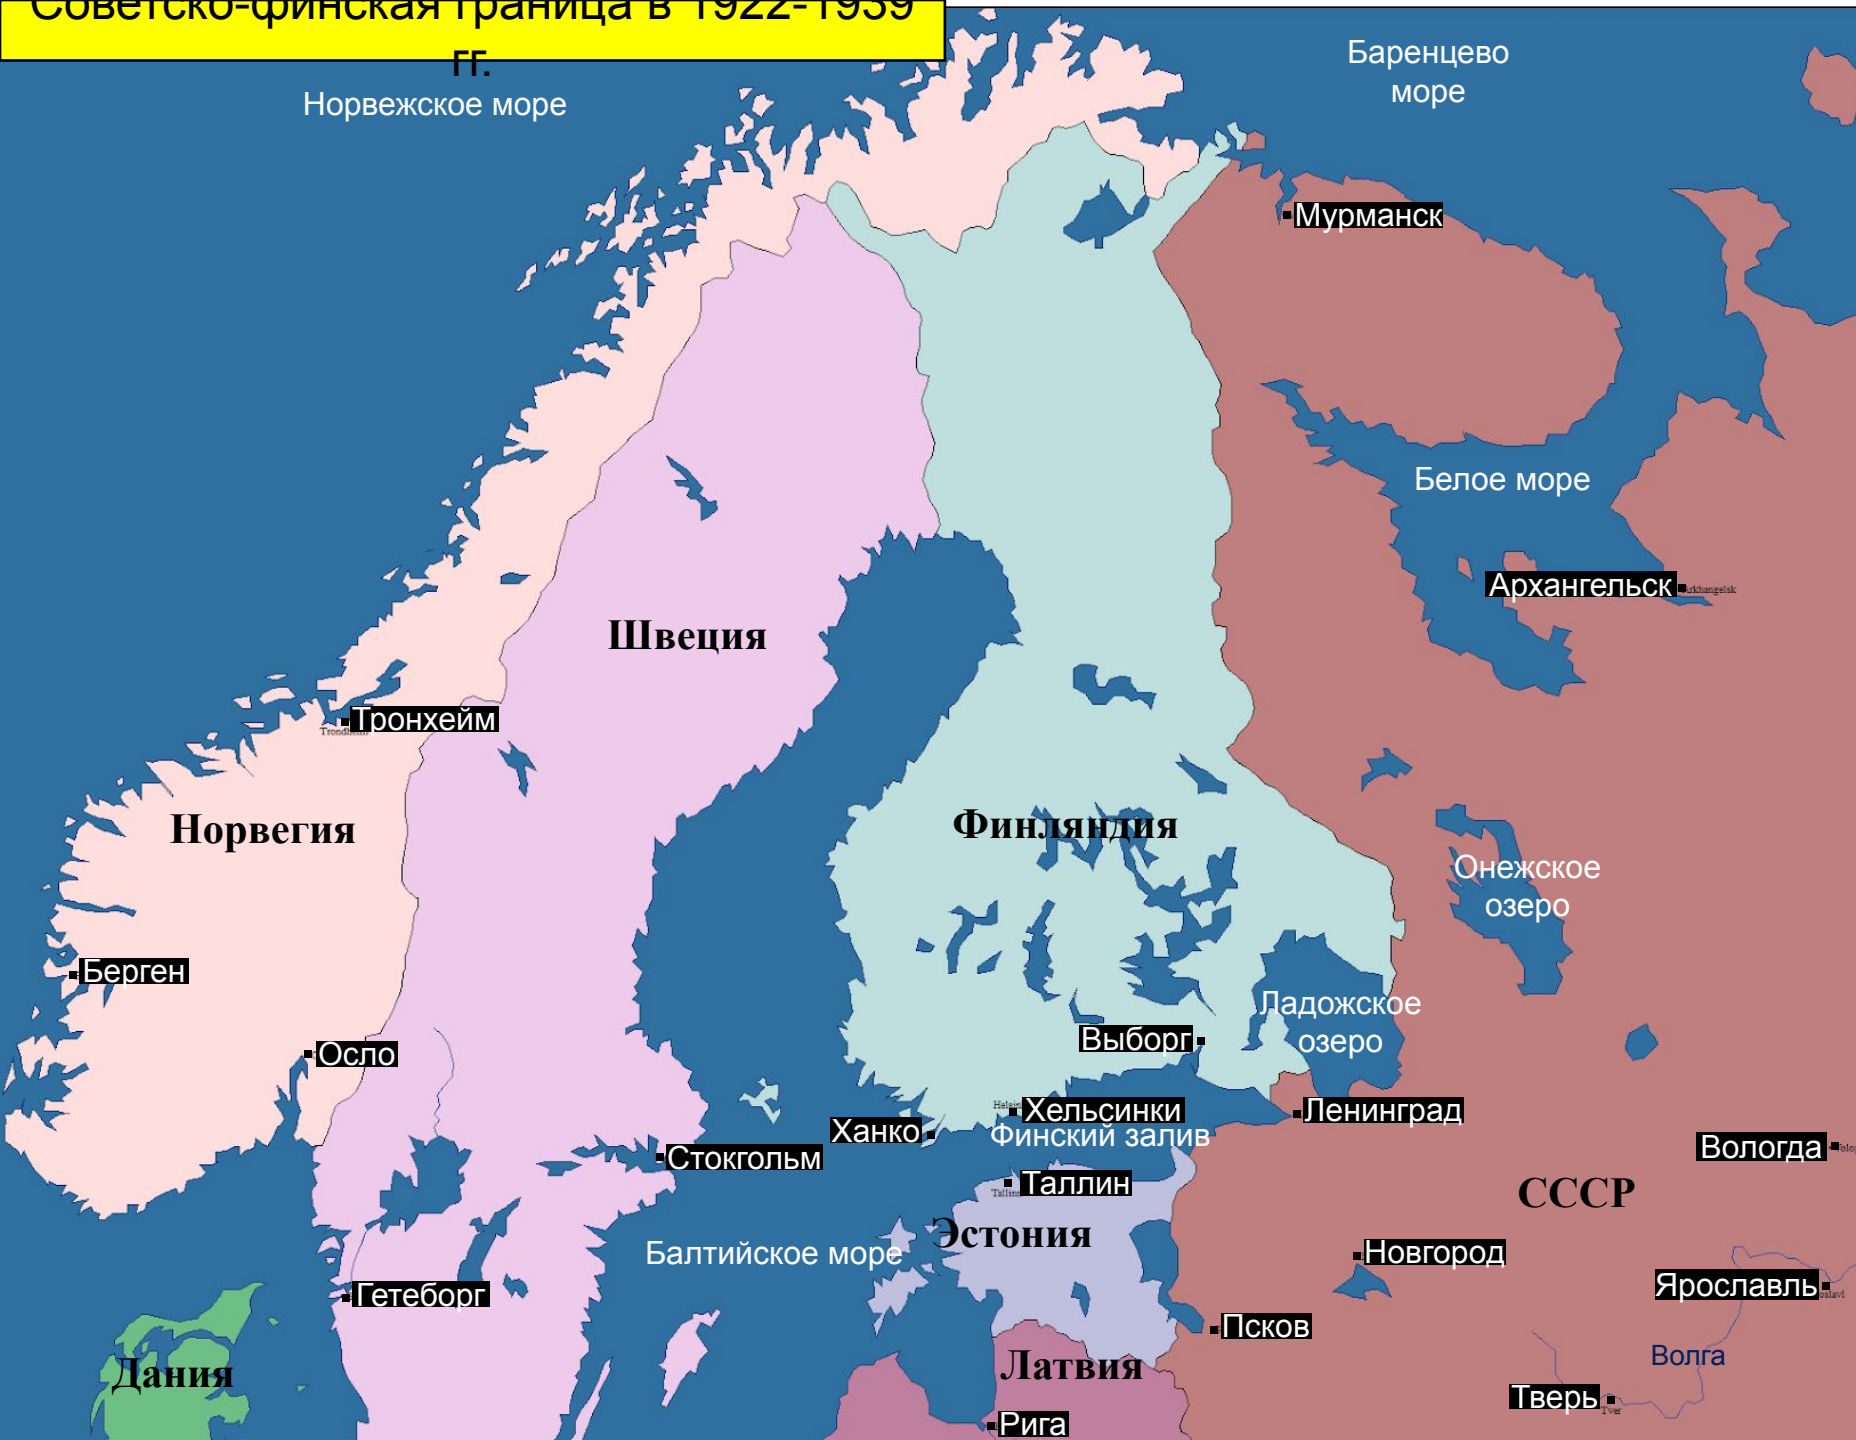 Советско-финская граница в 1922-1939
гг.
Норвежское море
Баренцево
море
Мурманск
Белое море
Архангельск
Arkhangelsk
Швеция
Тронхейм
Финляндия
Норвегия
Онежское
озеро
Берген
Ладожское
озеро
Выборг
Осло
Хельсинки
Ленинград
Ханко
Финский залив
Стокгольм
Вологда
Таллин
СССР
Эстония
Балтийское море
Новгород
Гетеборг
Ярославль
Псков
Волга
Латвия
Дания
Тверь
Tver
Рига